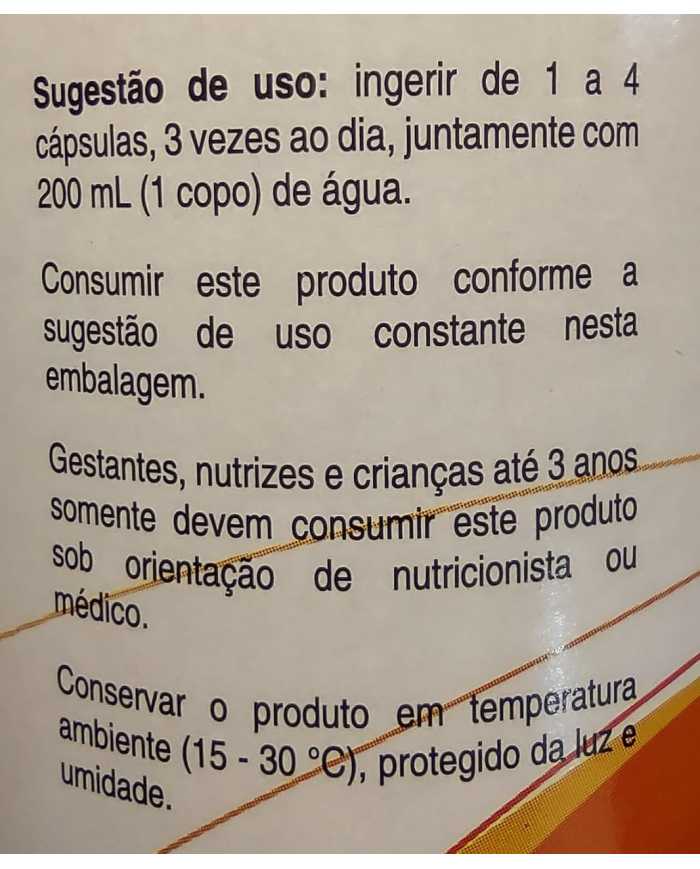 Sugestão de uso: ingerir de 1 a 4
cápsulas, 3 vezes ao dia, juntamente com
200 mL (1 copo) de água.
Consumir este produto conforme a
sugestão de uso constante nesta
embalagem.
Gestantes, nutrizes e crianças até 3 anos
somente devem consumir este produto
sob orientação de nutricionista ou
médico.
Conservar o produto em temperatura
ambiente (15 - 30 °C), protegido da luz e
umidade.